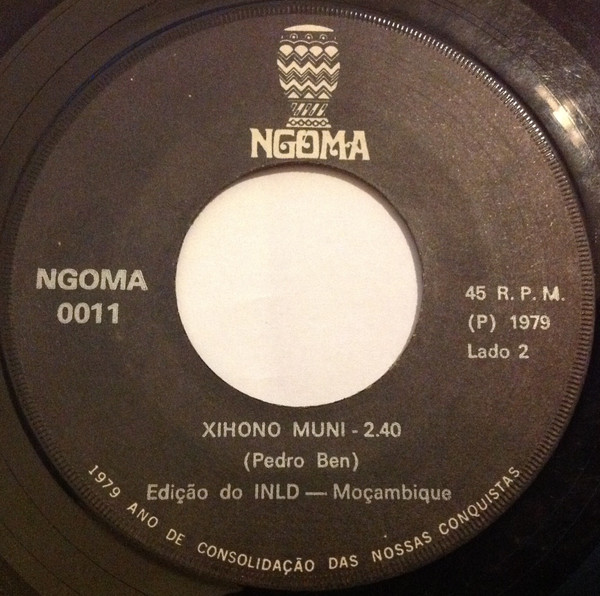 NGOMA
NGOMA
0011
45 R.P.M.
(P) 1979
Lado 2
XIHONO MUNI - 2.40
(Pedro Ben)
Edição do INLD — Moçambique
1979 ANO DE CONSOLIDAÇÃO DAS NOSSAS CONQUISTAS